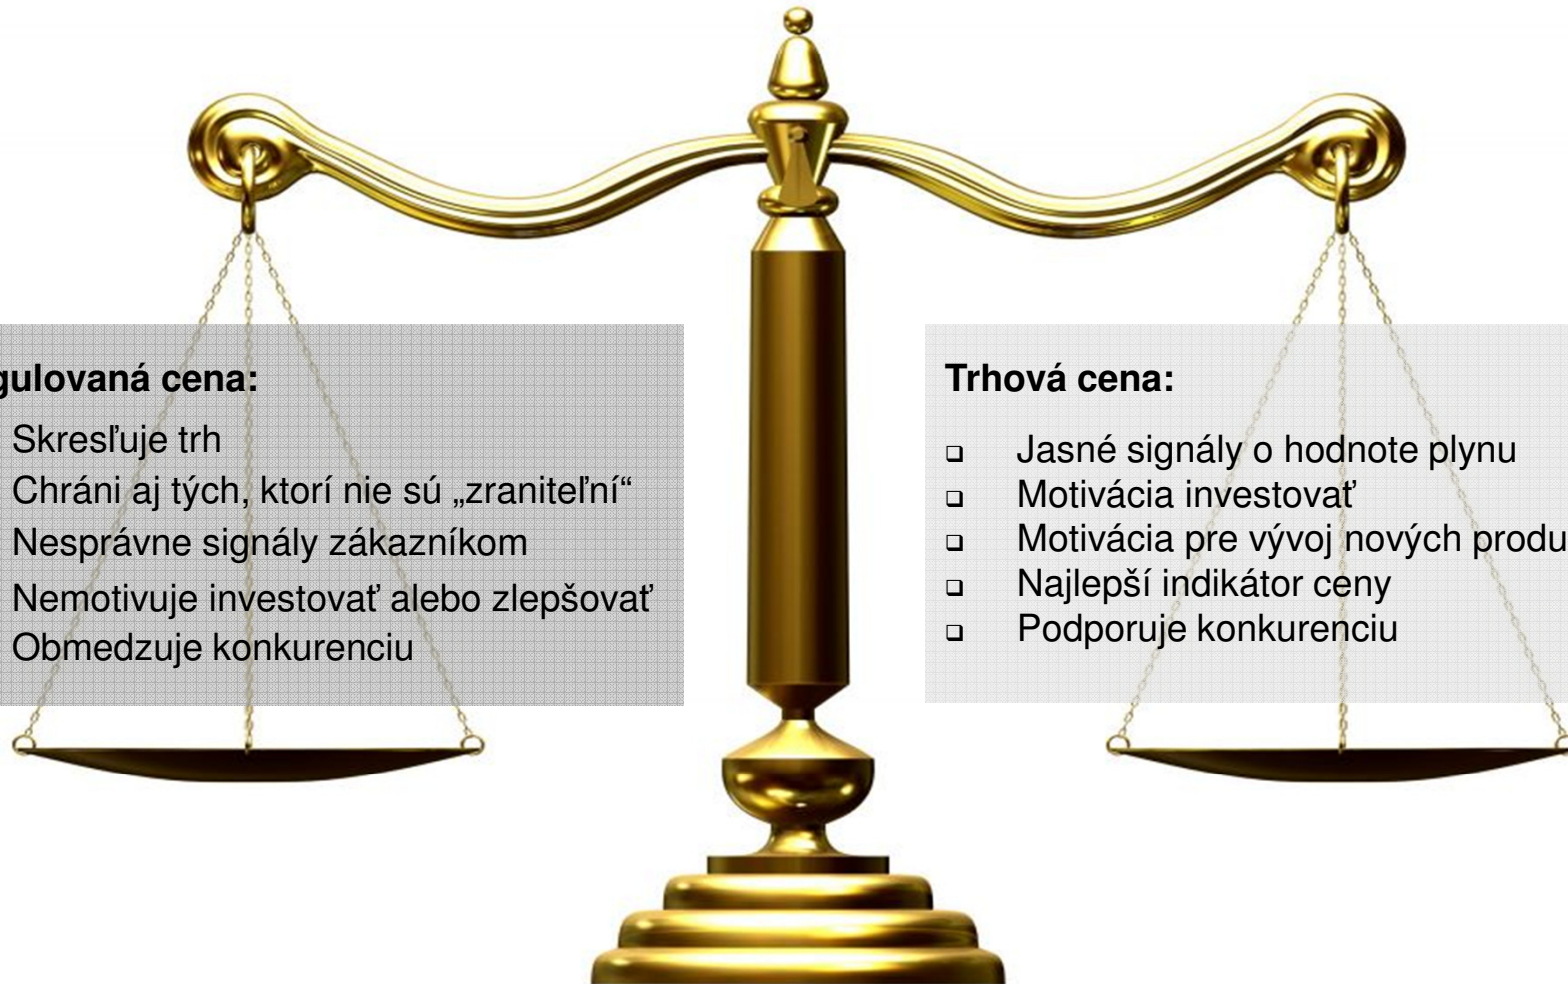 gulovaná cena:
Skresľuje trh
Chráni aj tých, ktorí nie sú „zraniteľní“
Nesprávne signály zákazníkom
Nemotivuje investovať alebo zlepšovať
Obmedzuje konkurenciu
Trhová cena:
Jasné signály o hodnote plynu
Motivácia investovať
Motivácia pre vývoj nových produ
Najlepší indikátor ceny
Podporuje konkurenciu